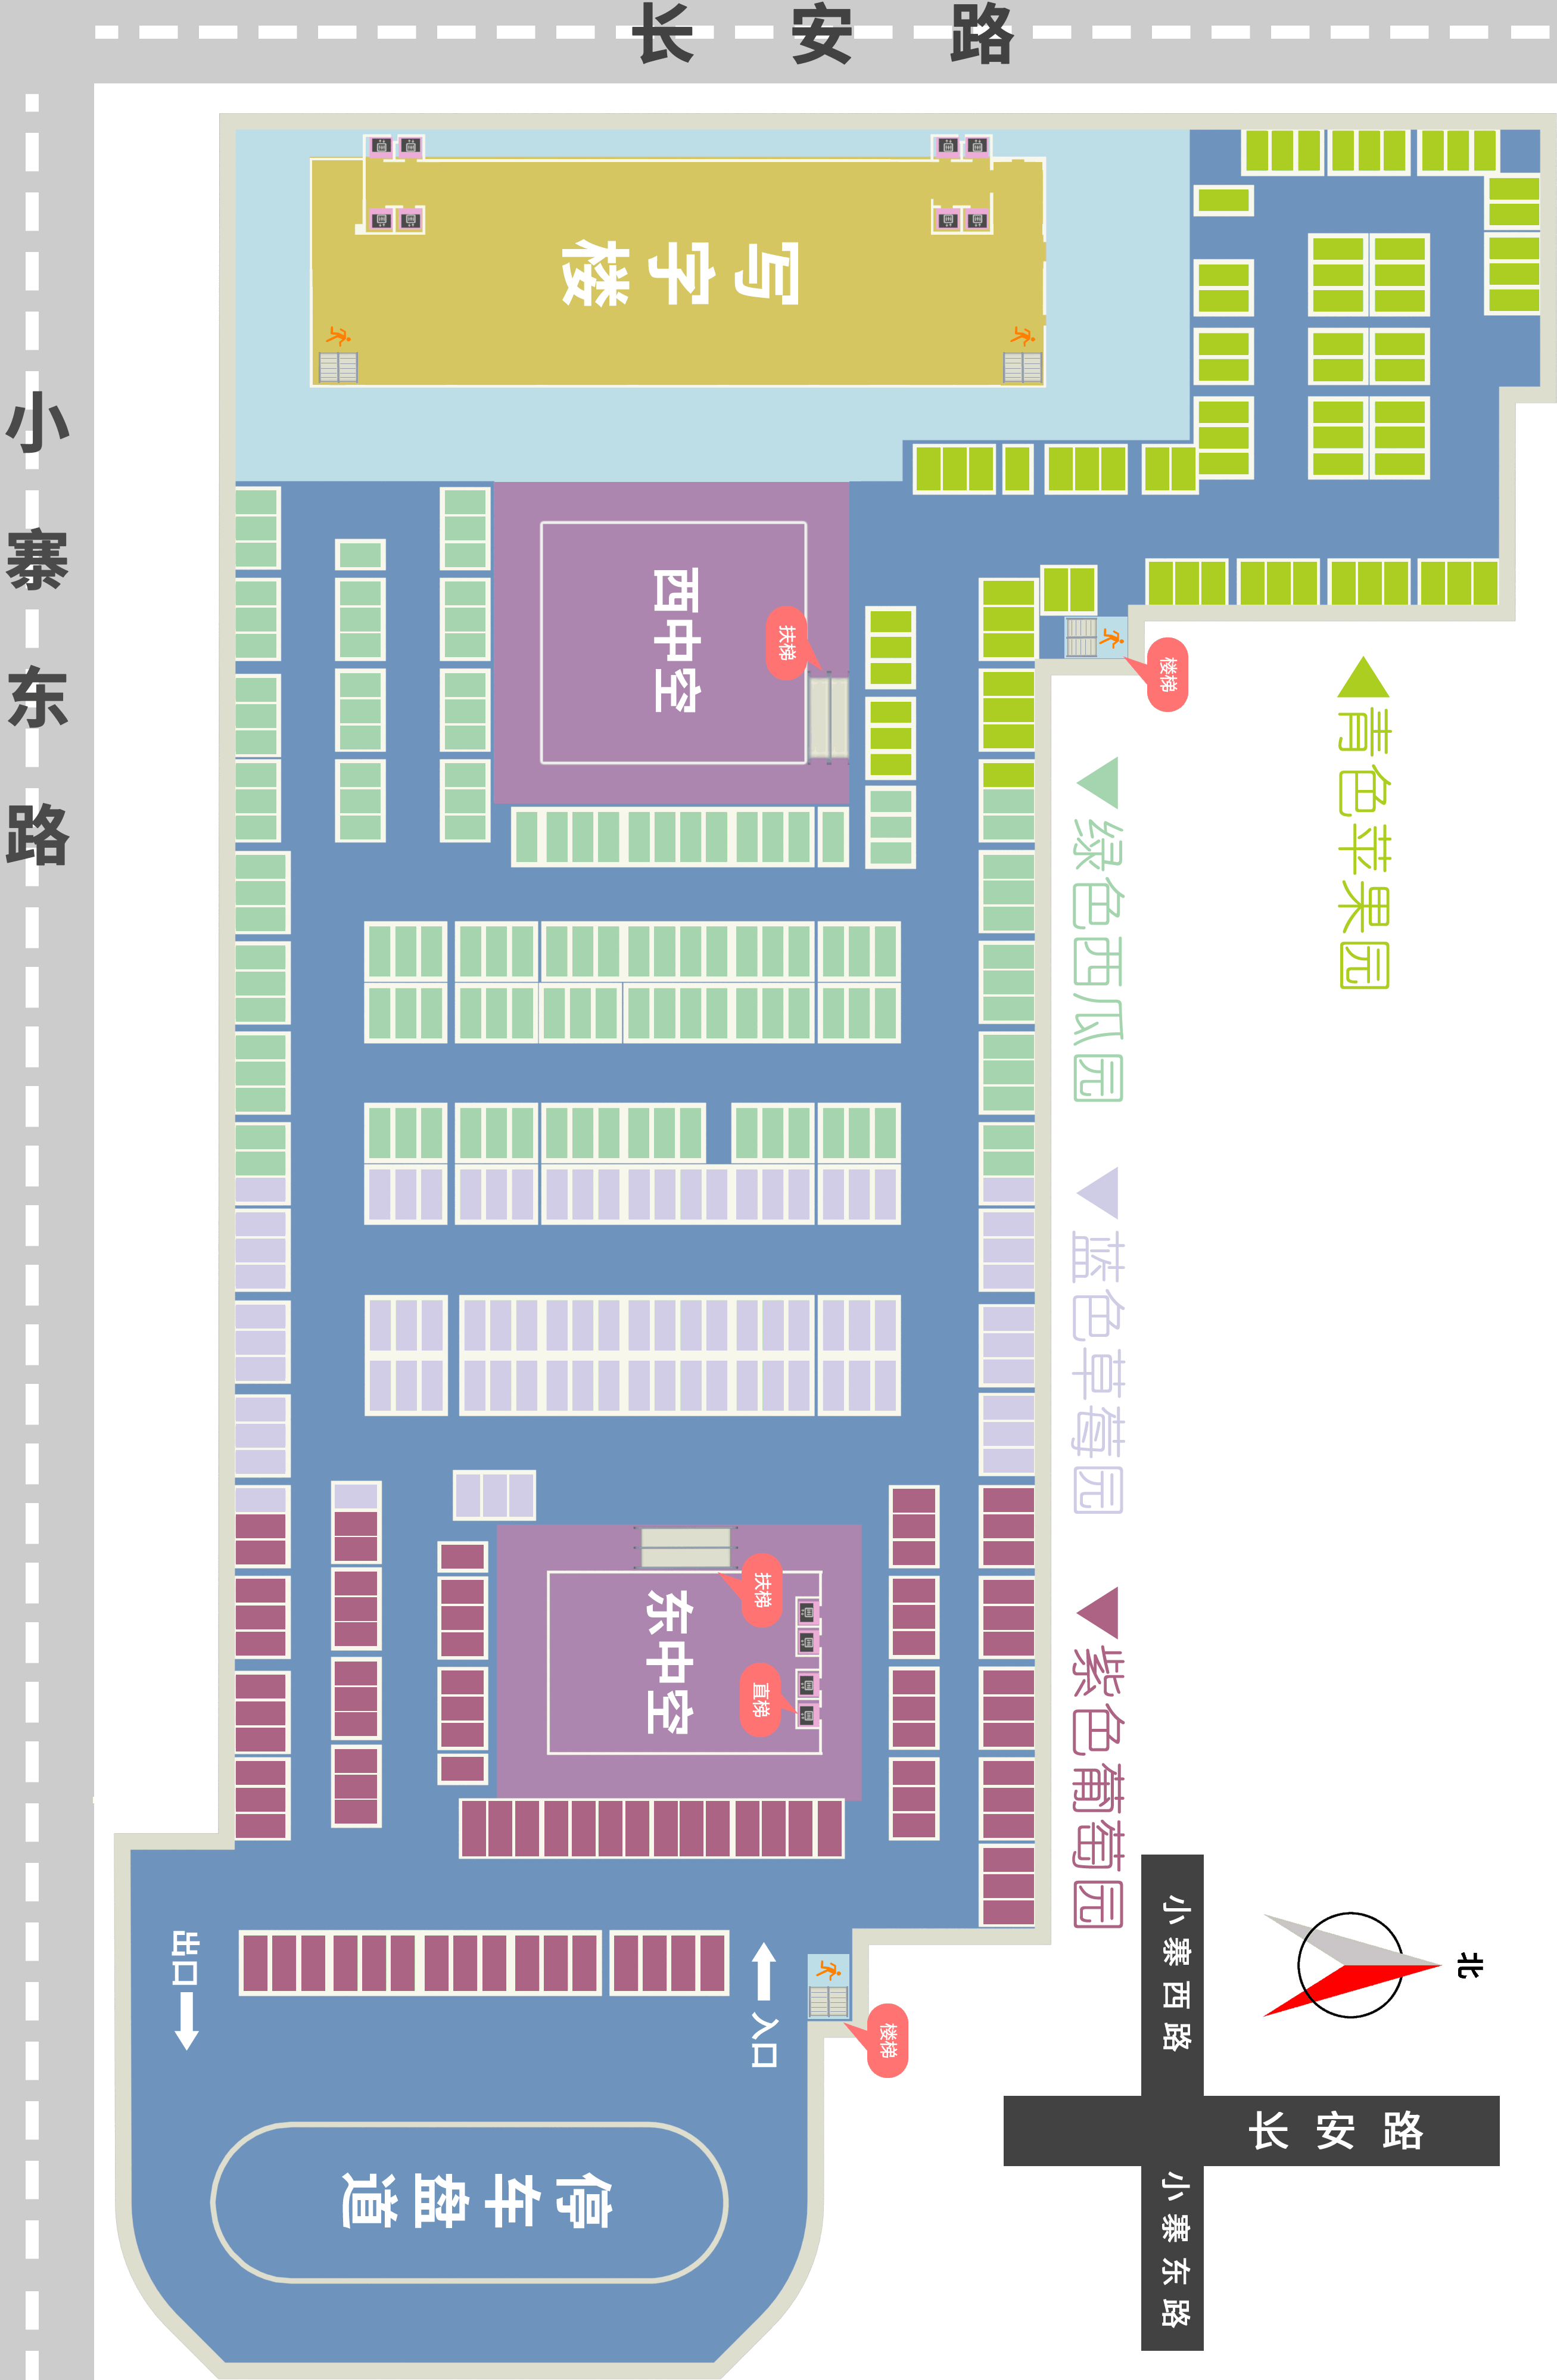 长安路
小寨东路
写字楼
西中空
扶梯
楼梯
青色苹果园
绿色西瓜园
蓝色草莓园
东中空
扶梯
直梯
紫色葡萄园
出口
入口
楼梯
停车盘道
北
小寨西路
长安路
小寨东路